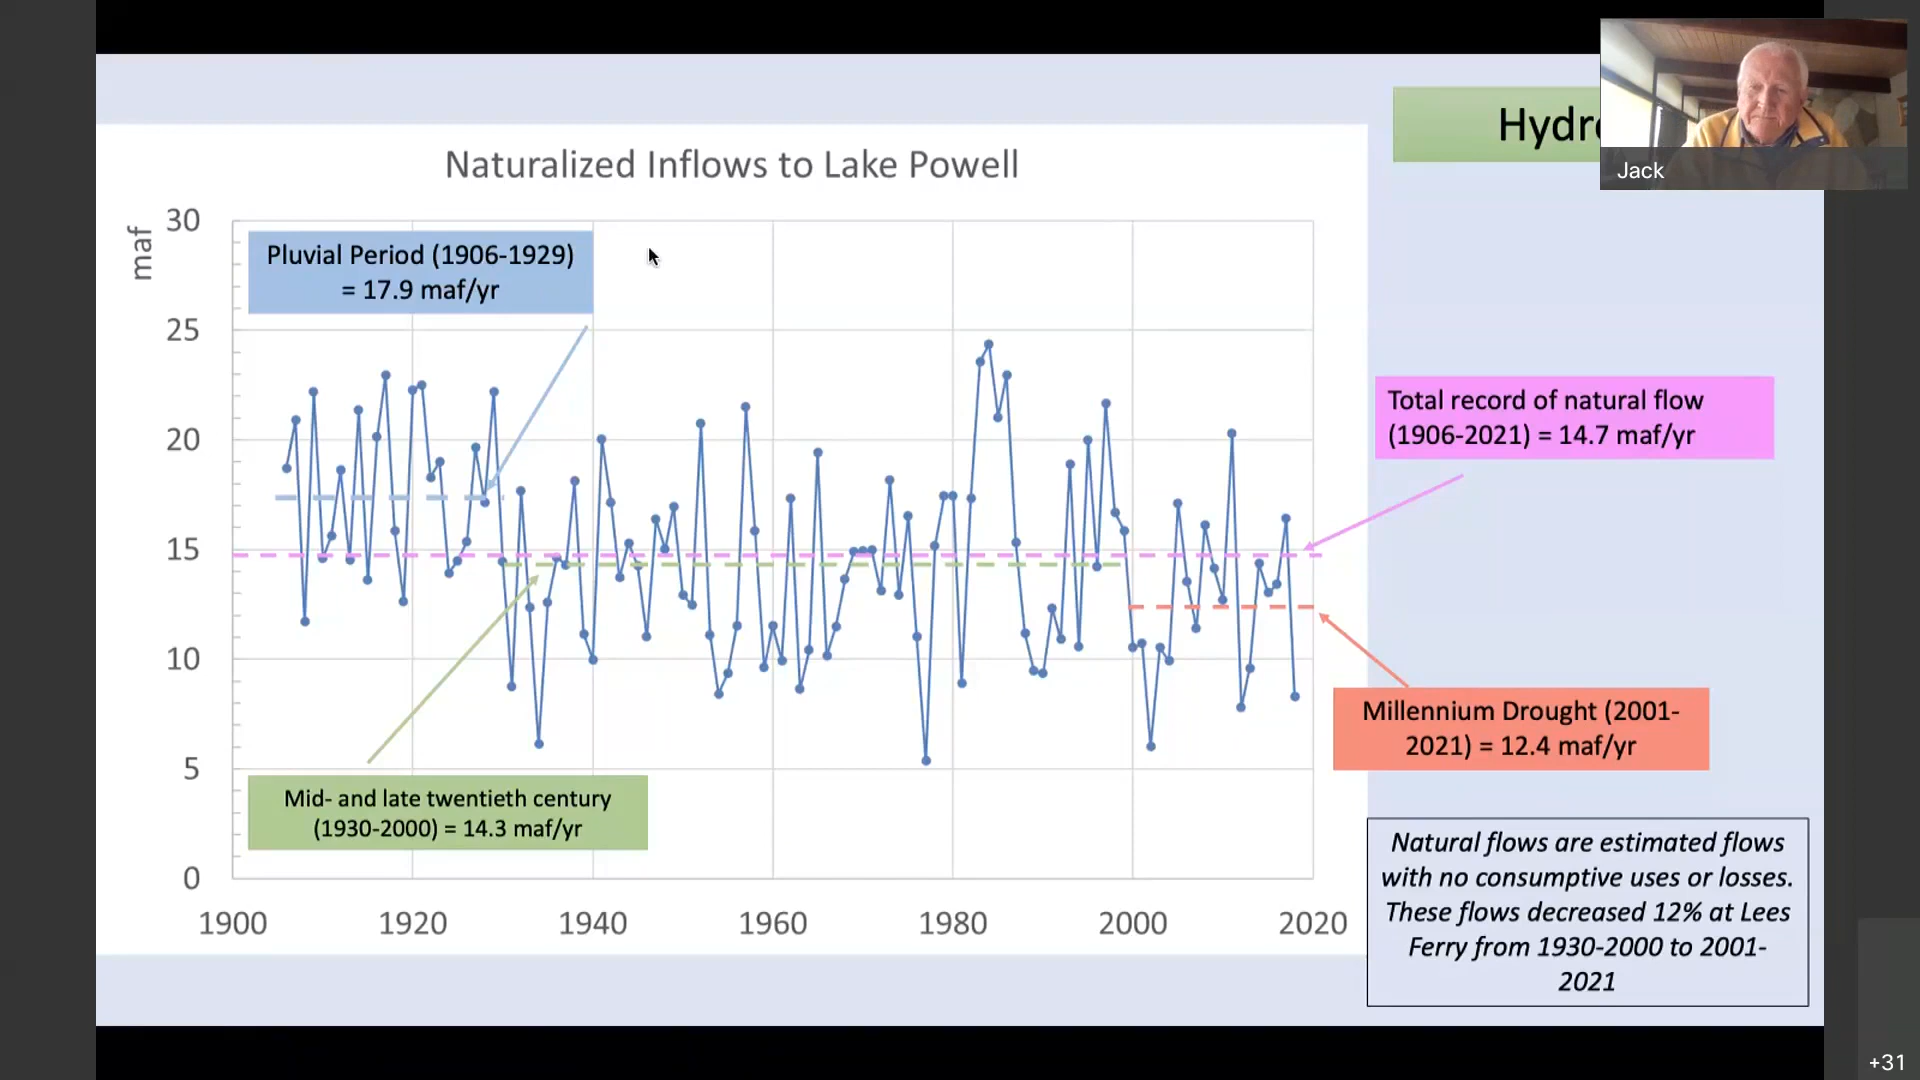 Hydr
Jack
Naturalized Inflows to Lake Powell
maf
30
25
20
15
10
5
0
Pluvial Period (1906-1929)
= 17.9 maf/yr
Total record of natural flow
(1906-2021) = 14.7 maf/yr
Millennium Drought (2001-
2021) = 12.4 maf/yr
Mid- and late twentieth century
(1930-2000) = 14.3 maf/yr
1900 1920 1940 1960 1980 2000 2020
Natural flows are estimated flows
with no consumptive uses or losses.
These flows decreased 12% at Lees
Ferry from 1930-2000 to 2001-
2021
+31